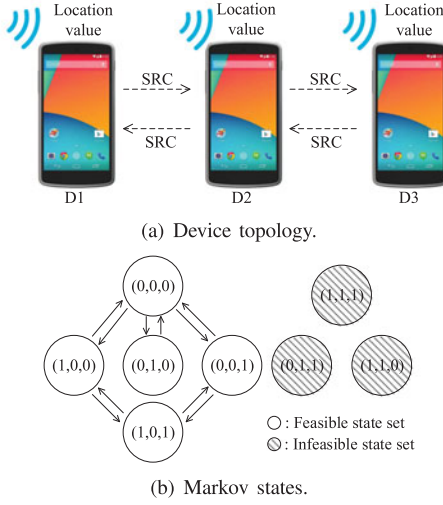 Location Location Location
value value value
SRC SRC
SRC SRC
D1 D2 D3
(a) Device topology.
(0,0,0)
(1,1,1)
(1,0,0) (0,1,0) (0,0,1) (0,1,1) (1,1,0)
(1,0,1)
: Feasible state set
: Infeasible state set
(b) Markov states.